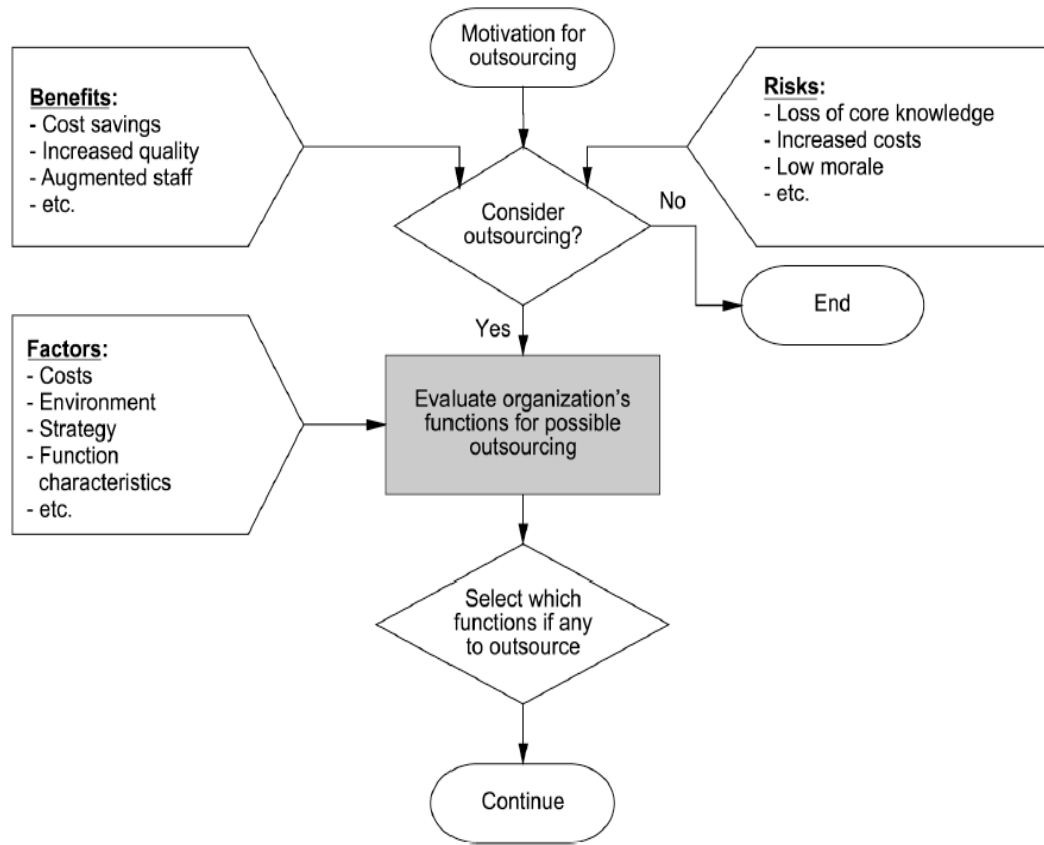 Motivation for
outsourcing
Benefits:
- Cost savings
- Increased quality
- Augmented staff
- etc.
Risks:
- Loss of core knowledge
- Increased costs
- Low morale
- etc.
Consider
outsourcing?
No
End
Yes
Factors:
- Costs
- Environment
- Strategy
- Function
characteristics
- etc.
Evaluate organization's
functions for possible
outsourcing
Select which
functions if any
to outsource
Continue